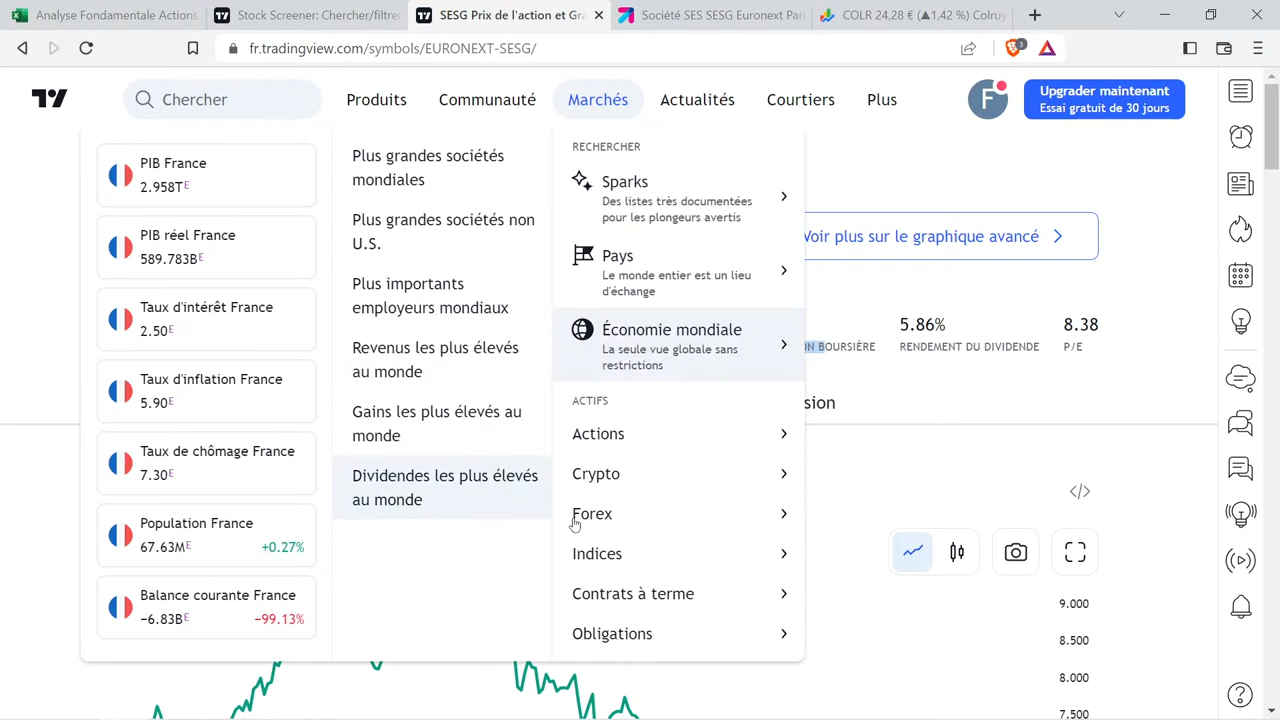 Analyse Fondamentale Actions
Stock Screener: Chercher filtrer
SESG Prix de l'action et Gra
Société SES SESG Euronext Par
COLR 24,28 € (▲1,42 %) Colruy
fr.tradingview.com/symbols/EURONEXT-SESG/
3
Chercher
Produits
Communauté
Marchés
Actualités
Courtiers
Plus
F
Upgrader maintenant
Essai gratuit de 30 jours
PIB France
2.958T E
PIB réel France
589.783B E
Taux d'intérêt France
2.50 E
Taux d'inflation France
5.90 E
Taux de chômage France
7.30 E
Population France
67.63M E +0.27%
Balance courante France
−6.83B E −99.13%
Plus grandes sociétés
mondiales
Plus grandes sociétés non
U.S.
Plus importants
employeurs mondiaux
Revenus les plus élevés
au monde
Gains les plus élevés au
monde
Dividendes les plus élevés
au monde
RECHERCHER
Sparks
Des listes très documentées
pour les plongeurs avertis
Pays
Le monde entier est un lieu
d'échange
Économie mondiale
La seule vue globale sans
restrictions
ACTIFS
Actions
Crypto
Forex
Indices
Contrats à terme
Obligations
Voir plus sur le graphique avancé
5.86%
8.38
ON BOURSIÈRE
RENDEMENT DU DIVIDENDE
P/E
sion
9.000
8.500
8.000
7.500